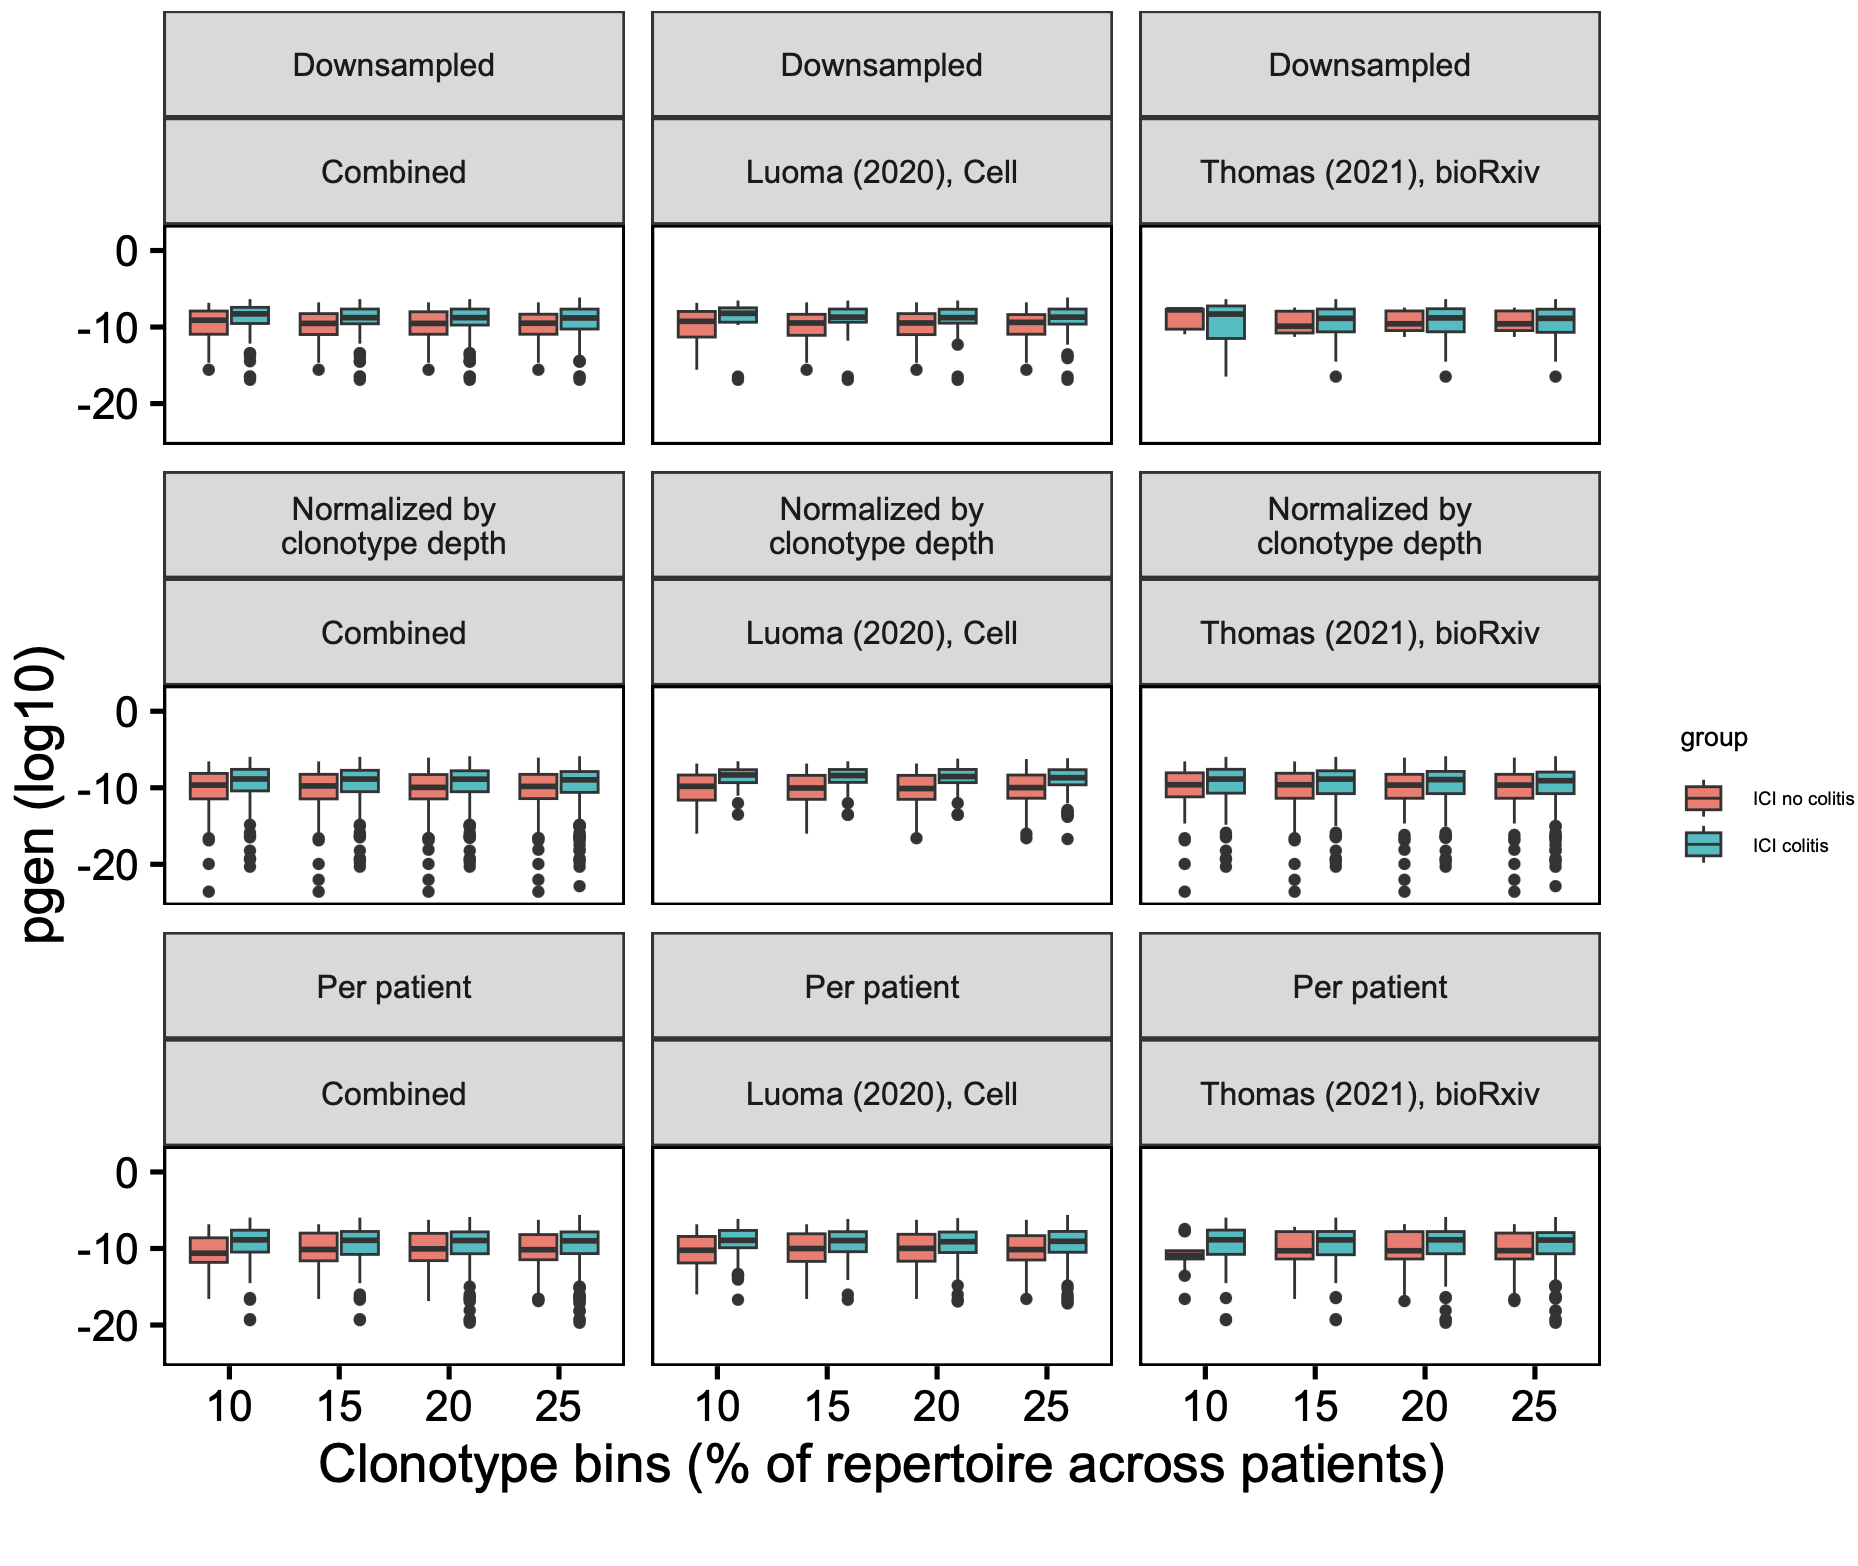 Downsampled
Downsampled
Downsampled
Combined
Luoma (2020), Cell
Thomas (2021), bioRxiv
0
-10
-20
Normalized by
clonotype depth
Normalized by
clonotype depth
Normalized by
clonotype depth
Combined
Luoma (2020), Cell
Thomas (2021), bioRxiv
0
-10
-20
Per patient
Per patient
Per patient
Combined
Luoma (2020), Cell
Thomas (2021), bioRxiv
0
-10
-20
10 15 20 25
10 15 20 25
10 15 20 25
Clonotype bins (% of repertoire across patients)
pgen (log10)
group
ICI no colitis
ICI colitis